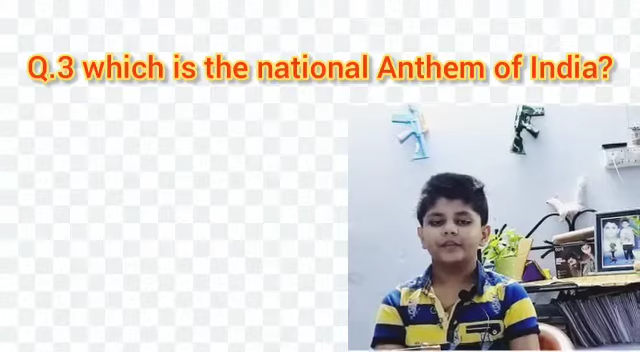 Q.3 which is the national Anthem of India?